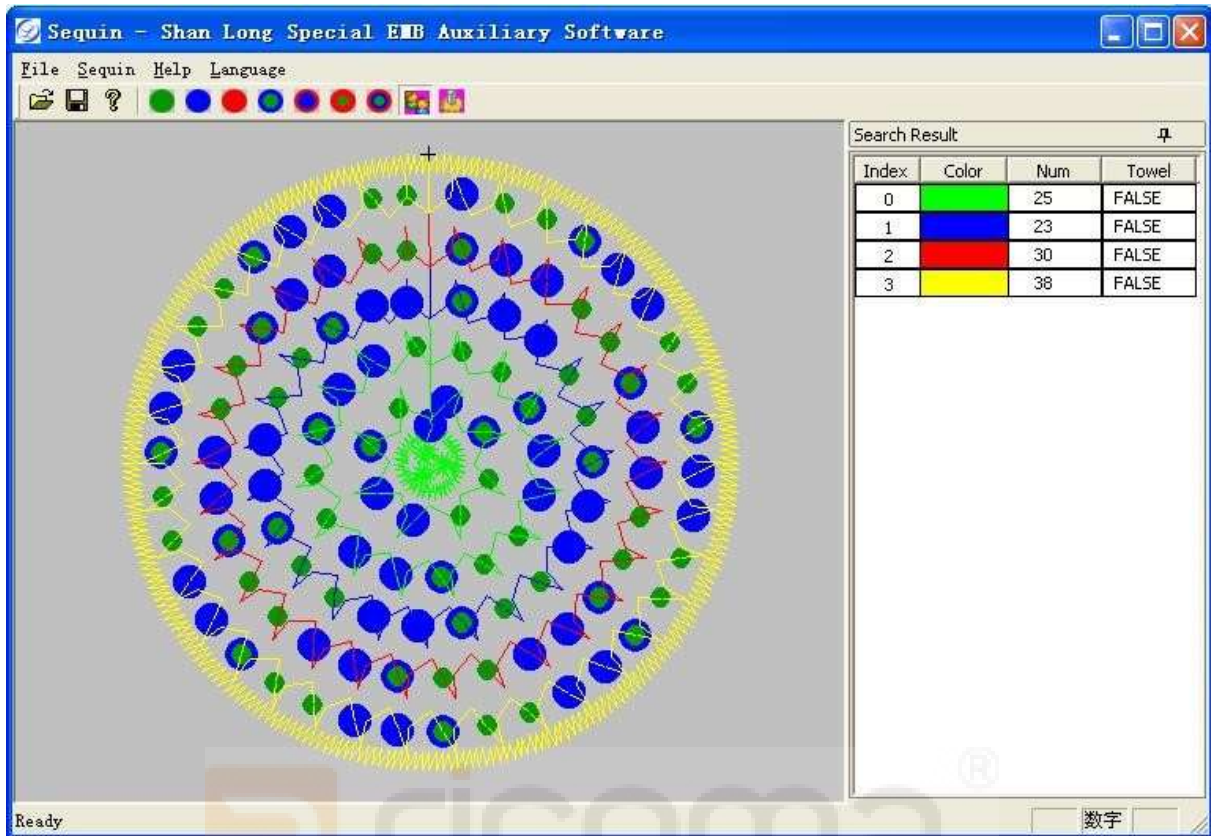 Sequin - Shan Long Special EMB Auxiliary Software
File Sequin Help Language
Search Result
Index Color Num Towel
0 25 FALSE
1 23 FALSE
2 30 FALSE
3 38 FALSE
ricoma ®
Ready 数字